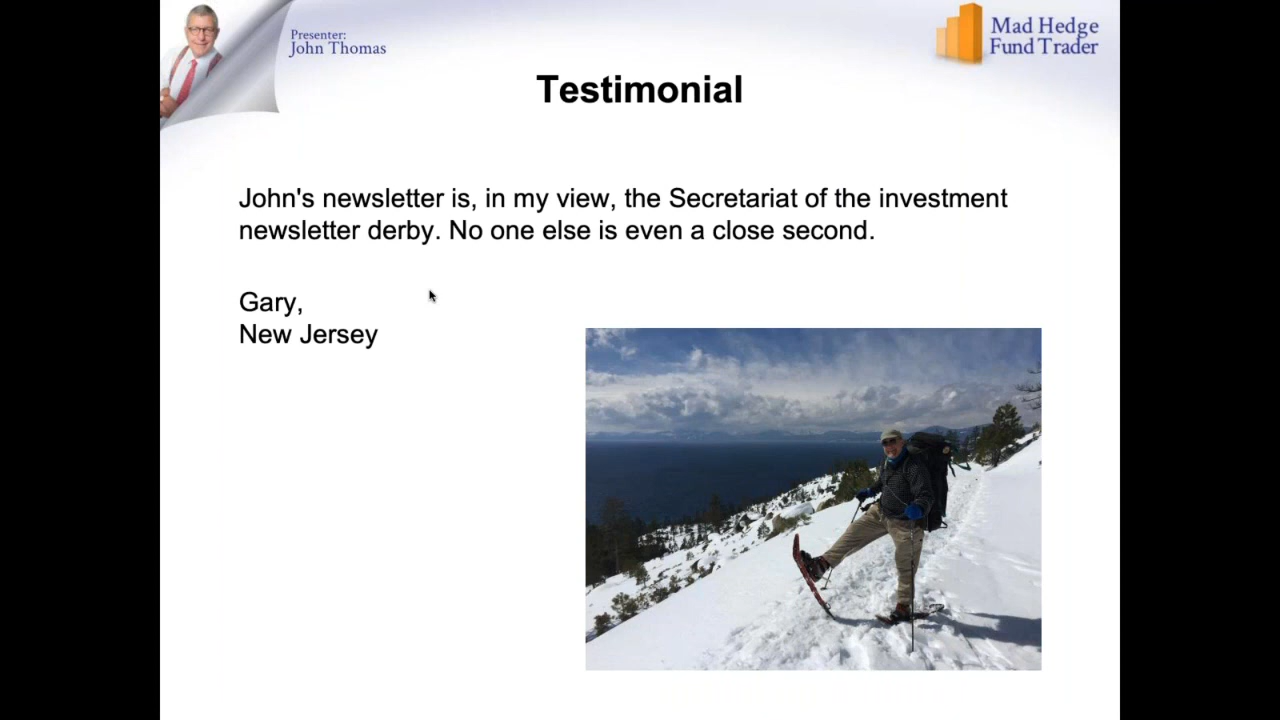 Presenter:
John Thomas
Mad Hedge
Fund Trader
Testimonial
John's newsletter is, in my view, the Secretariat of the investment
newsletter derby. No one else is even a close second.
Gary,
New Jersey